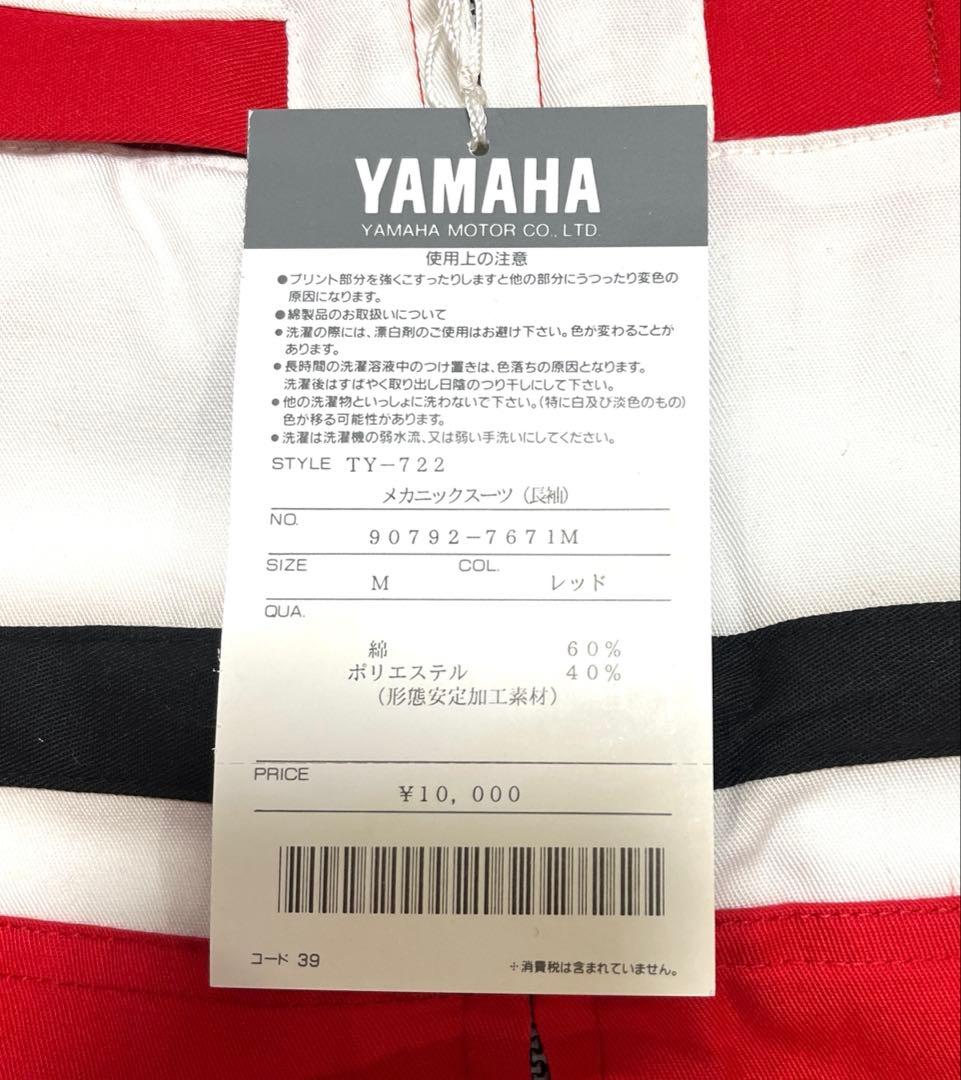 YAMAHA
YAMAHA MOTOR CO., LTD.
使用上の注意
●プリント部分を強くこすったりしますと他の部分にうつったり変色の
原因になります。
●綿製品のお取扱いについて
●洗濯の際には、漂白剤のご使用はお避け下さい。色が変わることが
あります。
●長時間の洗濯溶液中のつけ置きは、色落ちの原因となります。
洗濯後はすばやく取り出し日陰のつり干しにして下さい。
●他の洗濯物といっしょに洗わないで下さい。(特に白及び淡色のもの)
色が移る可能性があります。
●洗濯は洗濯機の弱水流、又は弱い手洗いにしてください。
STYLE TY-722
メカニックスーツ(長袖)
NO. 90792-7671M
SIZE M COL. レッド
QUA.
綿 60%
ポリエステル 40%
(形態安定加工素材)
PRICE
¥10,000
コード 39 ※消費税は含まれていません。